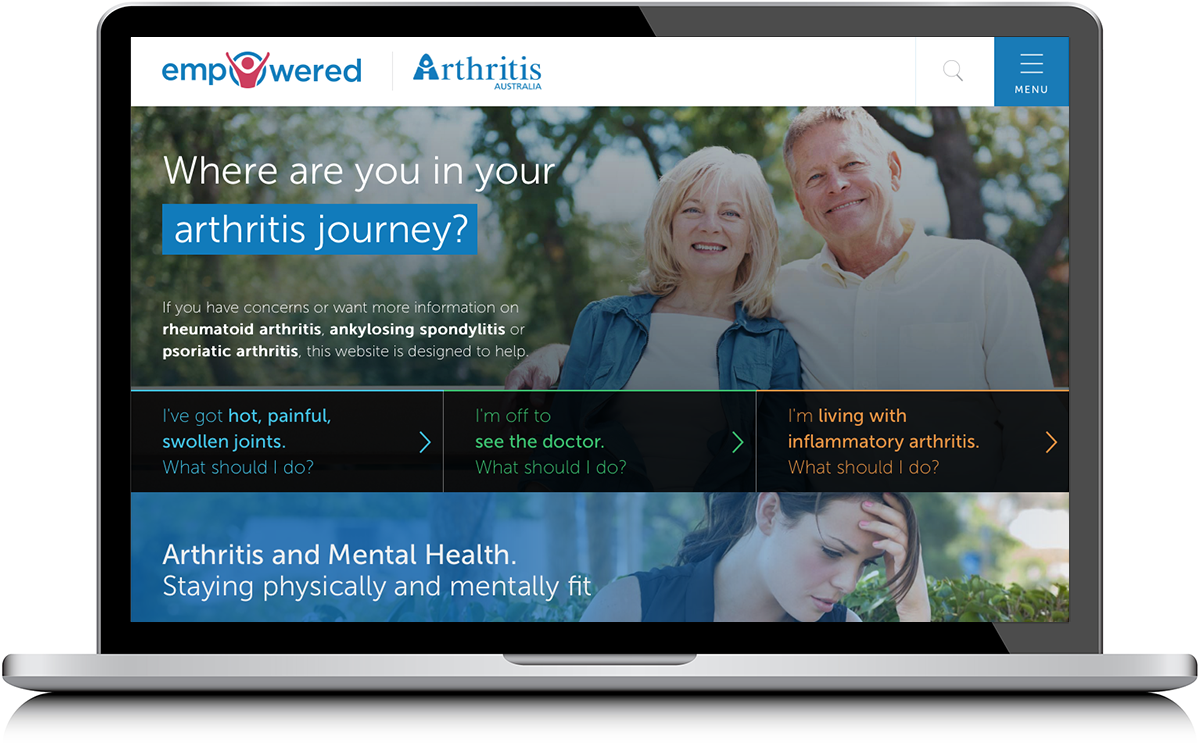 empowered
Arthritis
AUSTRALIA
MENU
Where are you in your
arthritis journey?
If you have concerns or want more information on
rheumatoid arthritis, ankylosing spondylitis or
psoriatic arthritis, this website is designed to help.
I've got hot, painful,
swollen joints.
What should I do?
I'm off to
see the doctor.
What should I do?
I'm living with
inflammatory arthritis.
What should I do?
Arthritis and Mental Health.
Staying physically and mentally fit